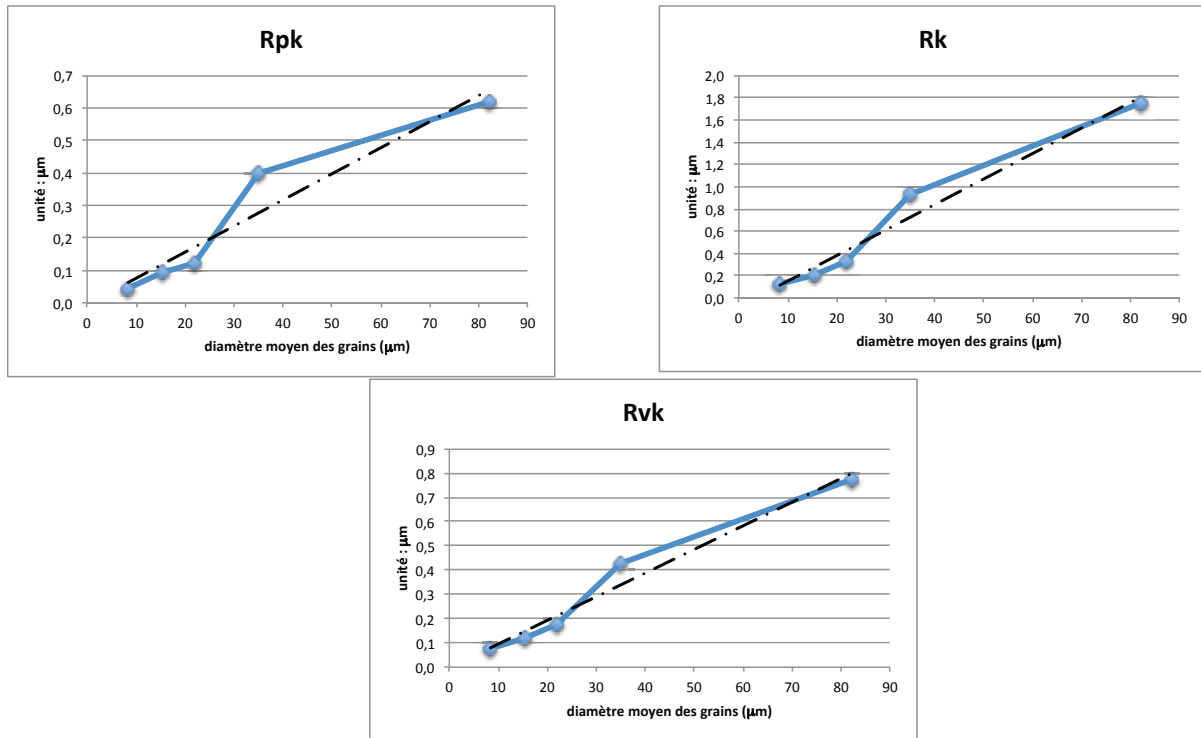 Rpk
0,7
0,6
0,5
0,4
0,3
0,2
0,1
0,0
unité : µm
0 10 20 30 40 50 60 70 80 90
diamètre moyen des grains (µm)
Rk
2,0
1,8
1,6
1,4
1,2
1,0
0,8
0,6
0,4
0,2
0,0
unité : µm
0 10 20 30 40 50 60 70 80 90
diamètre moyen des grains (µm)
Rvk
0,9
0,8
0,7
0,6
0,5
0,4
0,3
0,2
0,1
0,0
unité : µm
0 10 20 30 40 50 60 70 80 90
diamètre moyen des grains (µm)